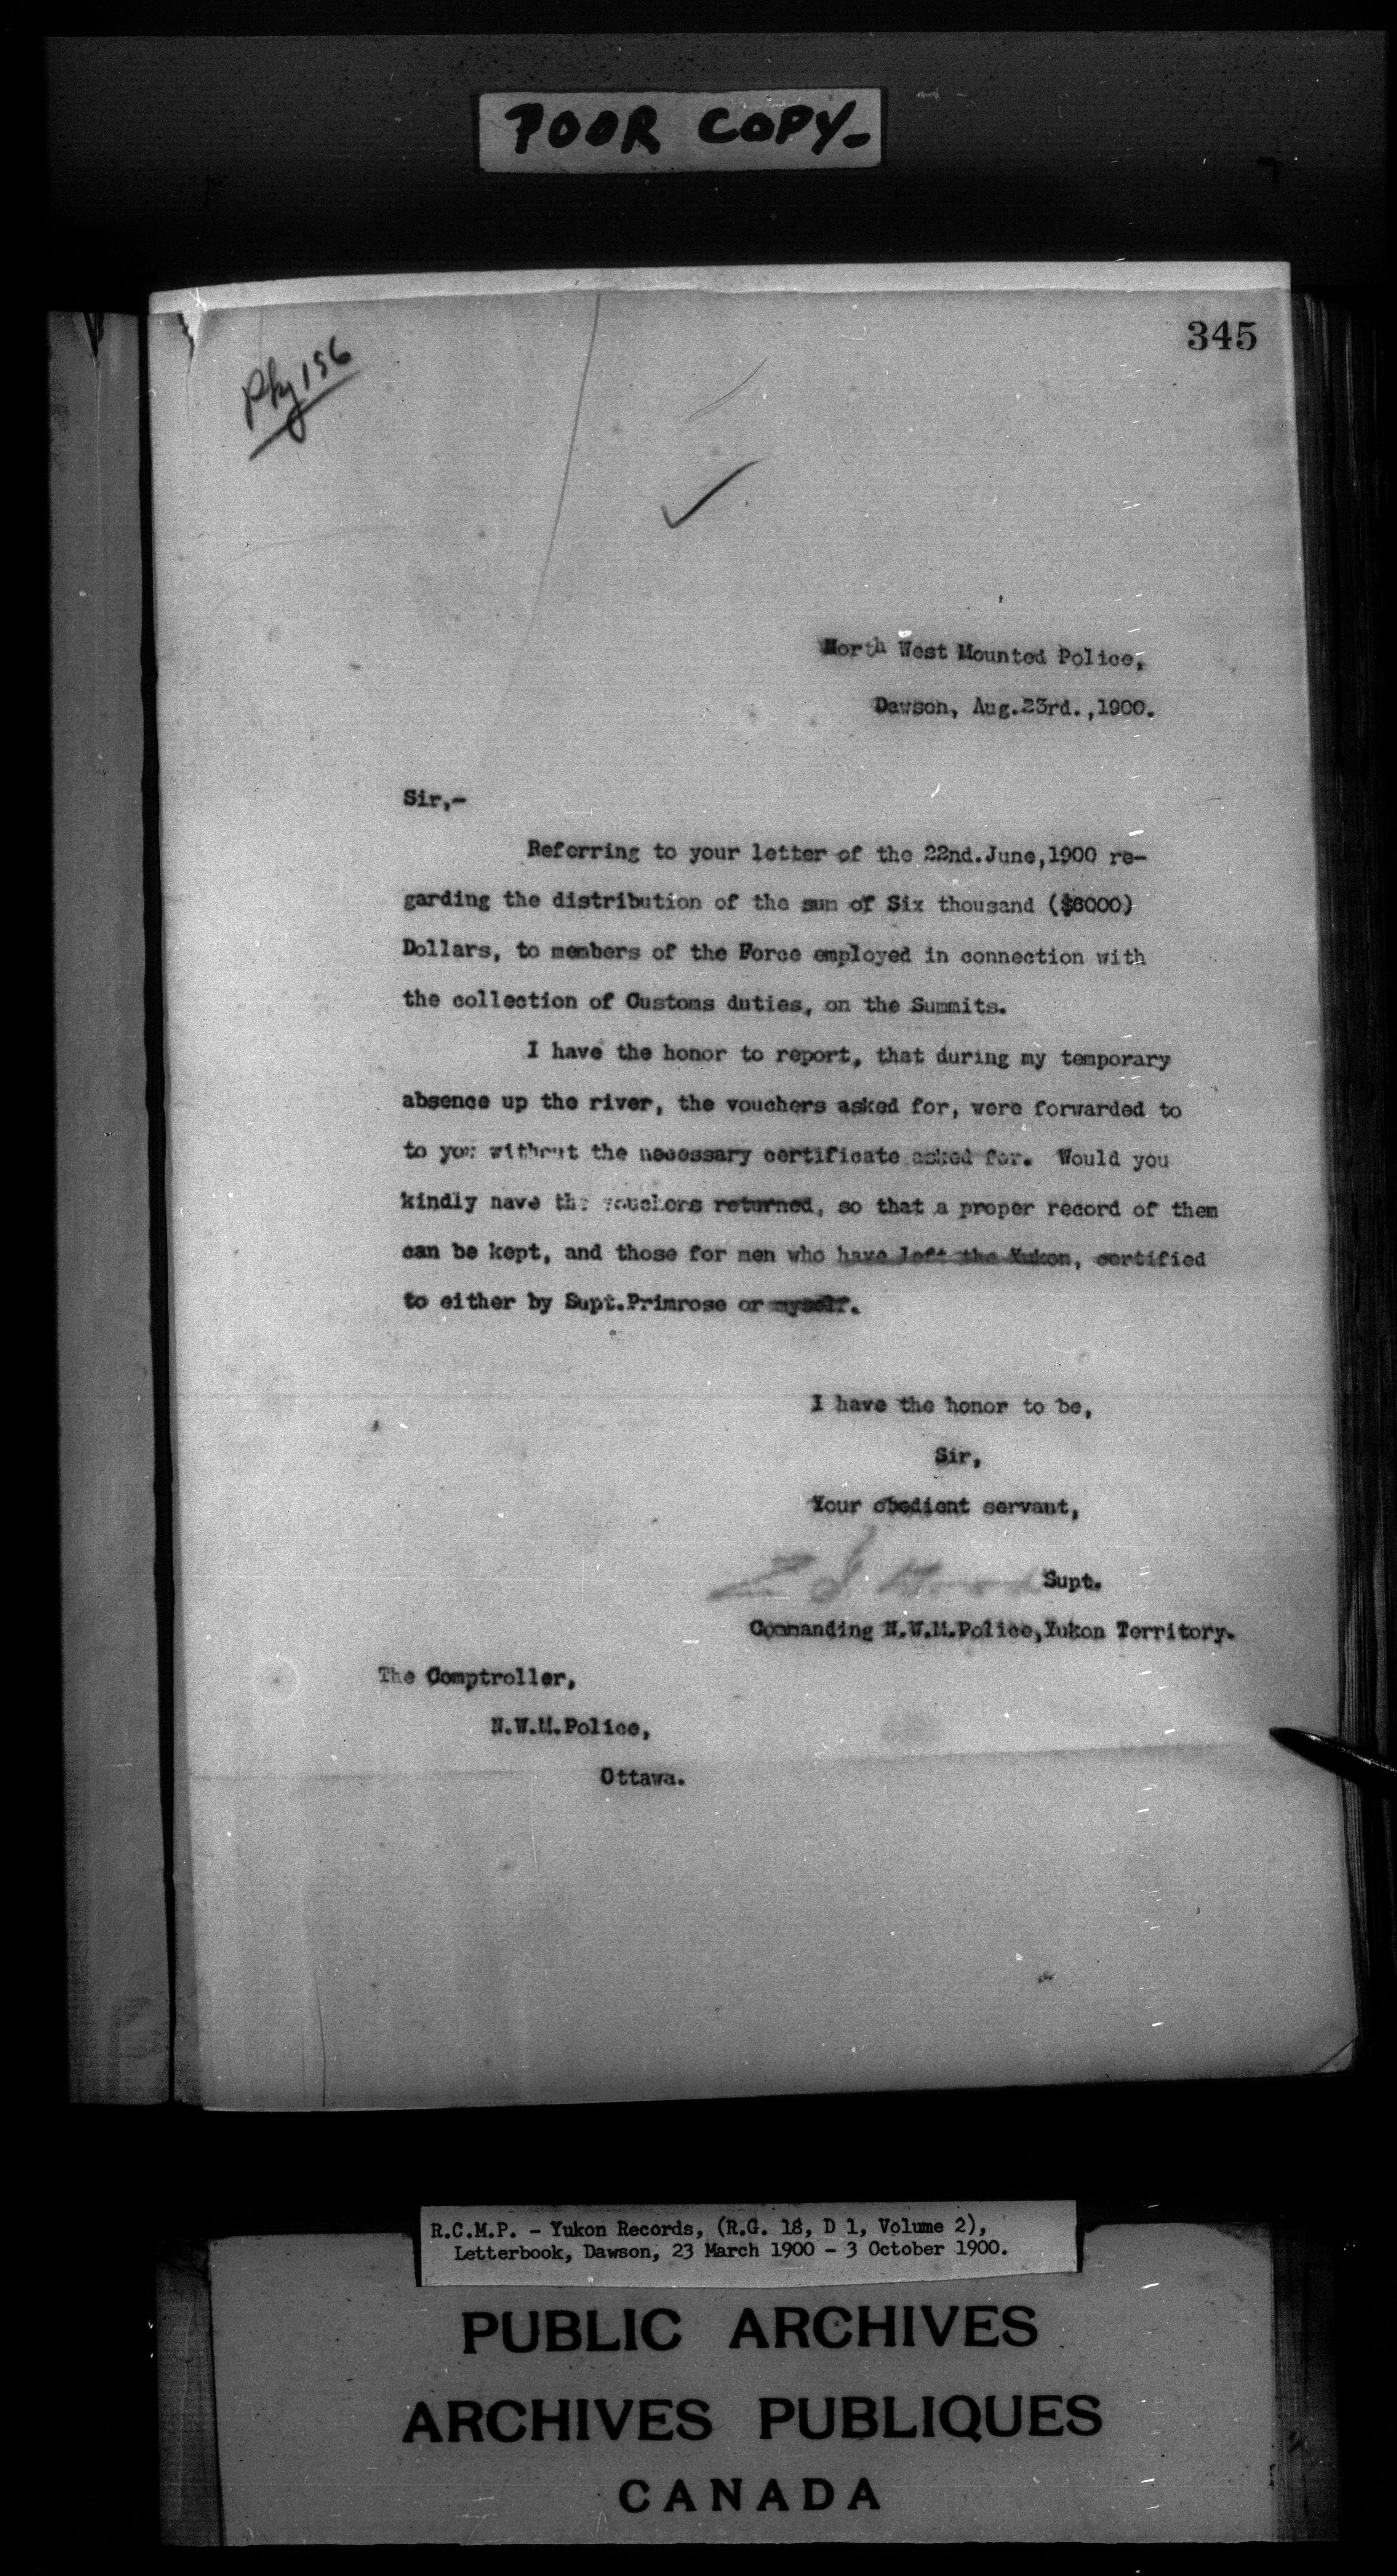 POOR COPY-
345
Pkg 156
North West Mounted Police,
Dawson, Aug.23rd.,1900.
Sir,-
Referring to your letter of the 22nd.June,1900 re-
garding the distribution of the sum of Six thousand ($6000)
Dollars, to members of the Force employed in connection with
the collection of Customs duties, on the Summits.
I have the honor to report, that during my temporary
absence up the river, the vouchers asked for, were forwarded to
to you without the necessary certificate asked for. Would you
kindly have the vouchers returned, so that a proper record of them
can be kept, and those for men who have left the Yukon, certified
to either by Supt.Primrose or myself.
I have the honor to be,
Sir,
Your obedient servant,
Z T Wood Supt.
Commanding N.W.M.Police,Yukon Territory.
The Comptroller,
N.W.M.Police,
Ottawa.
R.C.M.P. - Yukon Records, (R.G. 18, D 1, Volume 2),
Letterbook, Dawson, 23 March 1900 - 3 October 1900.
PUBLIC ARCHIVES
ARCHIVES PUBLIQUES
CANADA